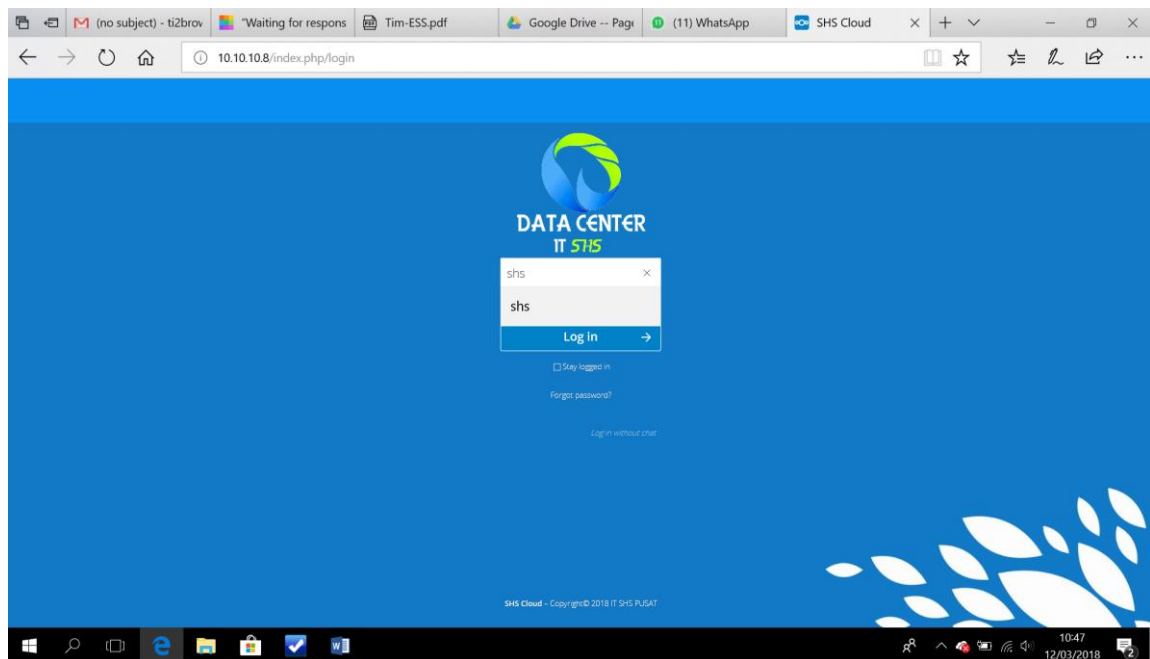 (no subject) - ti2brov
"Waiting for respons
Tim-ESS.pdf
Google Drive -- Page
(11) WhatsApp
SHS Cloud
10.10.10.8/index.php/login
DATA CENTER
IT SHS
shs
shs
Log in
Stay logged in
Forgot password?
Log in without chat
SHS Cloud – Copyright© 2018 IT SHS PUSAT
10:47
12/03/2018
2